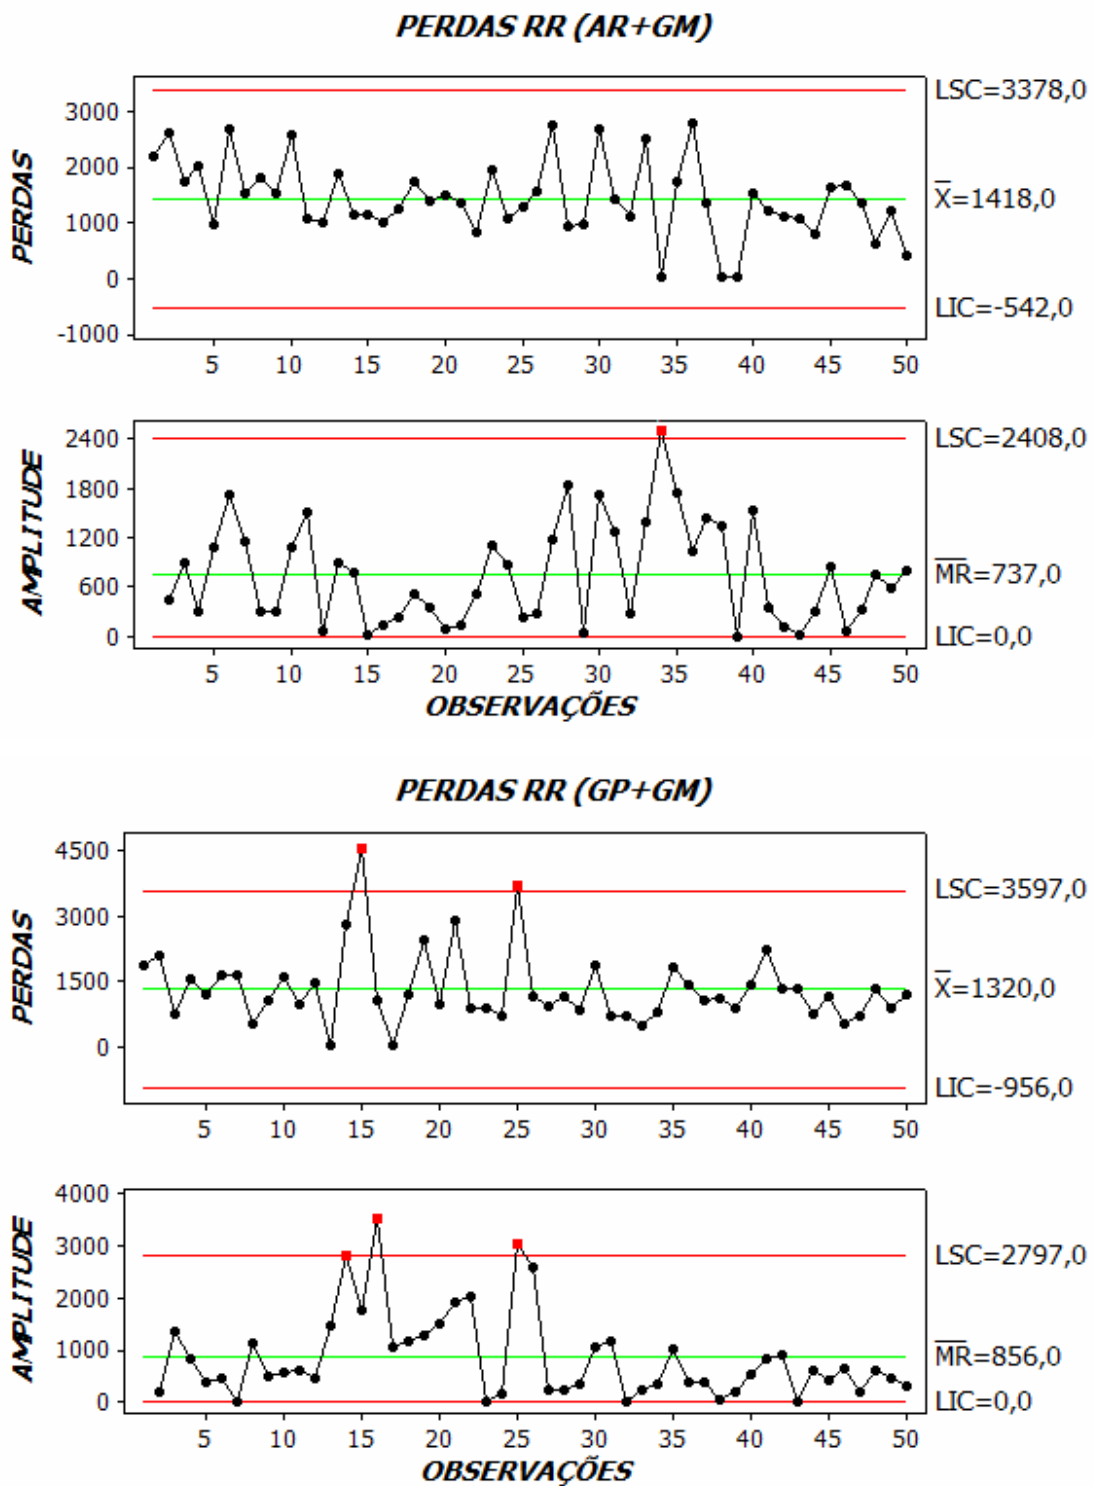 PERDAS RR (AR+GM)
PERDAS
3000
2000
1000
0
-1000
LSC=3378,0
X̅=1418,0
LIC=-542,0
5 10 15 20 25 30 35 40 45 50
AMPLITUDE
2400
1800
1200
600
0
LSC=2408,0
M̅R̅=737,0
LIC=0,0
5 10 15 20 25 30 35 40 45 50
OBSERVAÇÕES
PERDAS RR (GP+GM)
PERDAS
4500
3000
1500
0
LSC=3597,0
X̅=1320,0
LIC=-956,0
5 10 15 20 25 30 35 40 45 50
AMPLITUDE
4000
3000
2000
1000
0
LSC=2797,0
M̅R̅=856,0
LIC=0,0
5 10 15 20 25 30 35 40 45 50
OBSERVAÇÕES